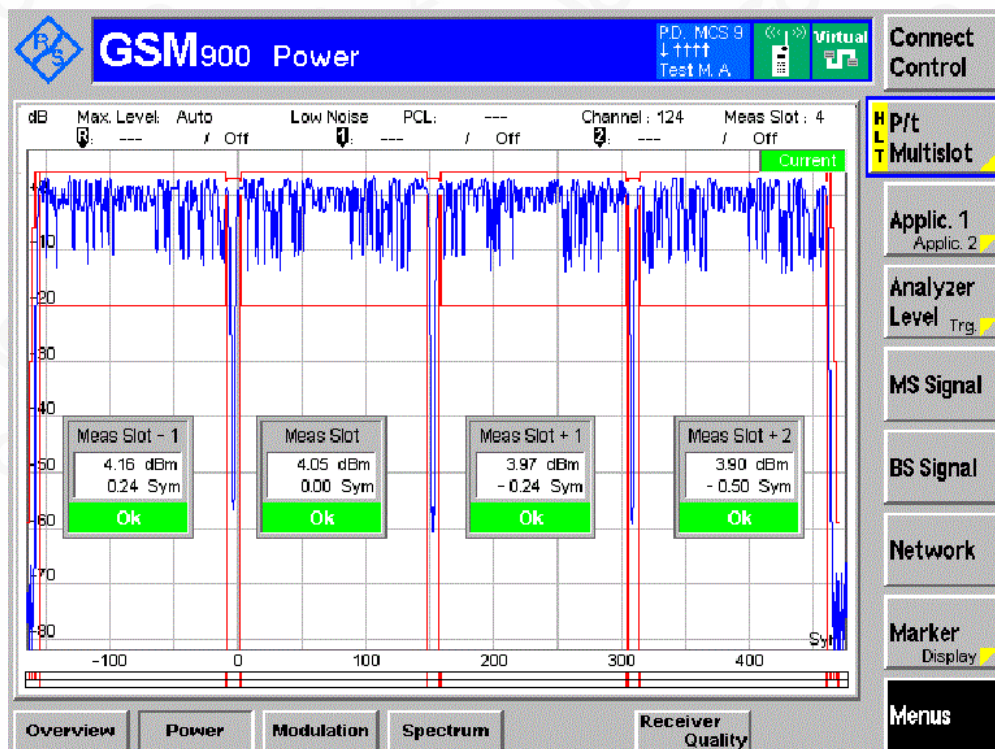 R/S
GSM900 Power
P.D. MCS 9
↓ ↑↑↑↑
Test M. A
Virtual
Connect
Control
dB
Max. Level: Auto
Low Noise
PCL: ---
Channel : 124
Meas Slot : 4
R: --- / Off
1: --- / Off
2: --- / Off
Current
H
L
T
P/t
Multislot
Applic. 1
Applic. 2
Analyzer
Level Trg.
MS Signal
BS Signal
Network
Marker
Display
Menus
-10
-20
-30
-40
-50
-60
-70
-80
Meas Slot - 1
4.16 dBm
0.24 Sym
Ok
Meas Slot
4.05 dBm
0.00 Sym
Ok
Meas Slot + 1
3.97 dBm
- 0.24 Sym
Ok
Meas Slot + 2
3.90 dBm
- 0.50 Sym
Ok
-100 0 100 200 300 400
Overview
Power
Modulation
Spectrum
Receiver
Quality